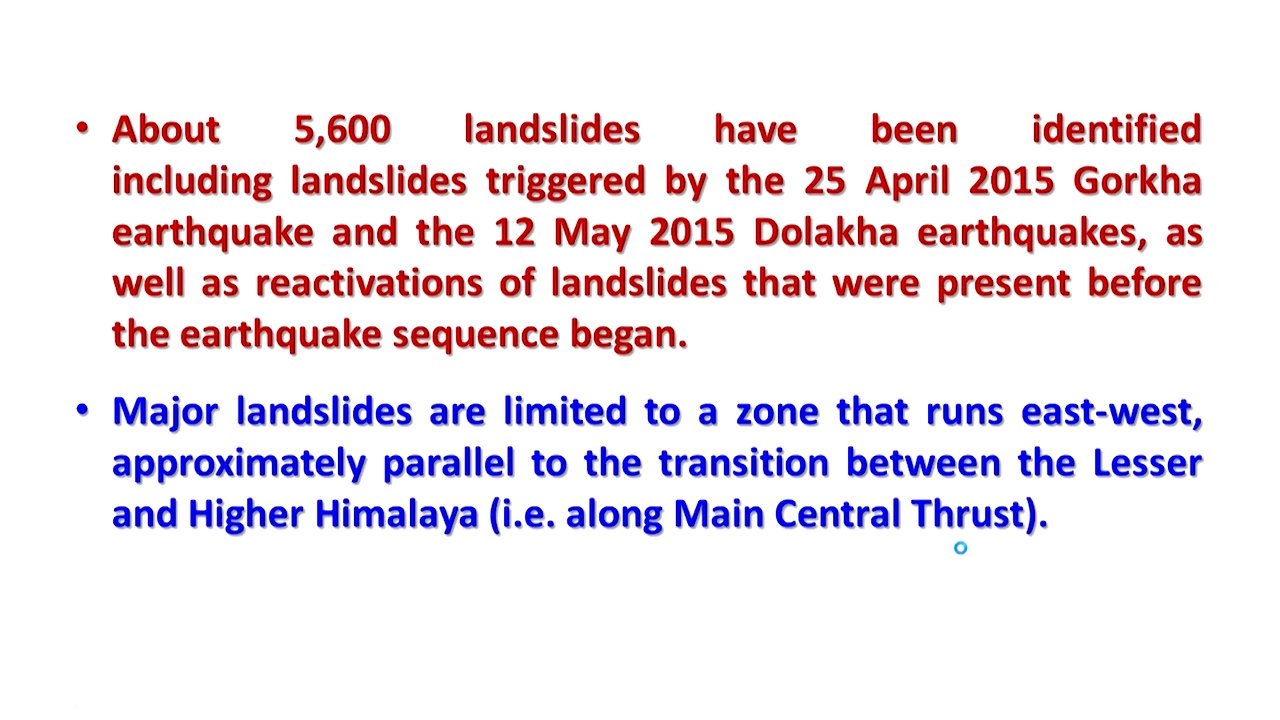 • About 5,600 landslides have been identified
including landslides triggered by the 25 April 2015 Gorkha
earthquake and the 12 May 2015 Dolakha earthquakes, as
well as reactivations of landslides that were present before
the earthquake sequence began.
• Major landslides are limited to a zone that runs east-west,
approximately parallel to the transition between the Lesser
and Higher Himalaya (i.e. along Main Central Thrust).